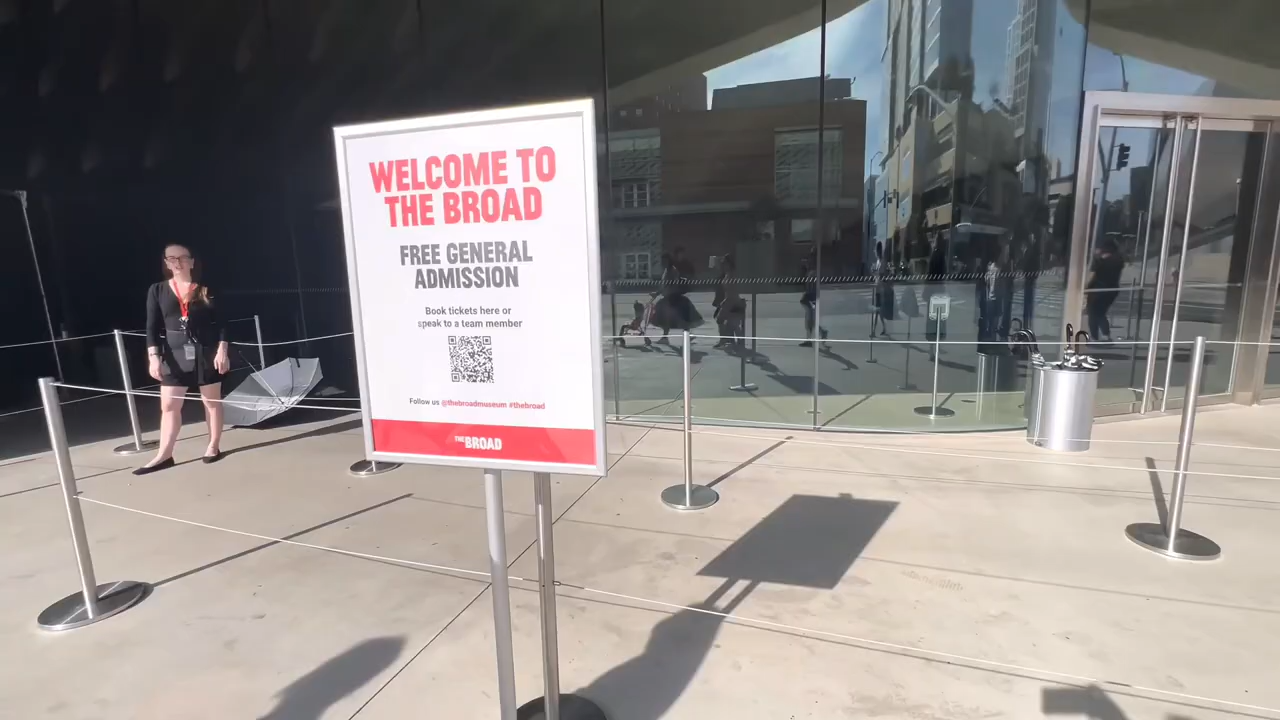 WELCOME TO
THE BROAD
FREE GENERAL
ADMISSION
Book tickets here or
speak to a team member
Follow us @thebroadmuseum #thebroad
THE BROAD